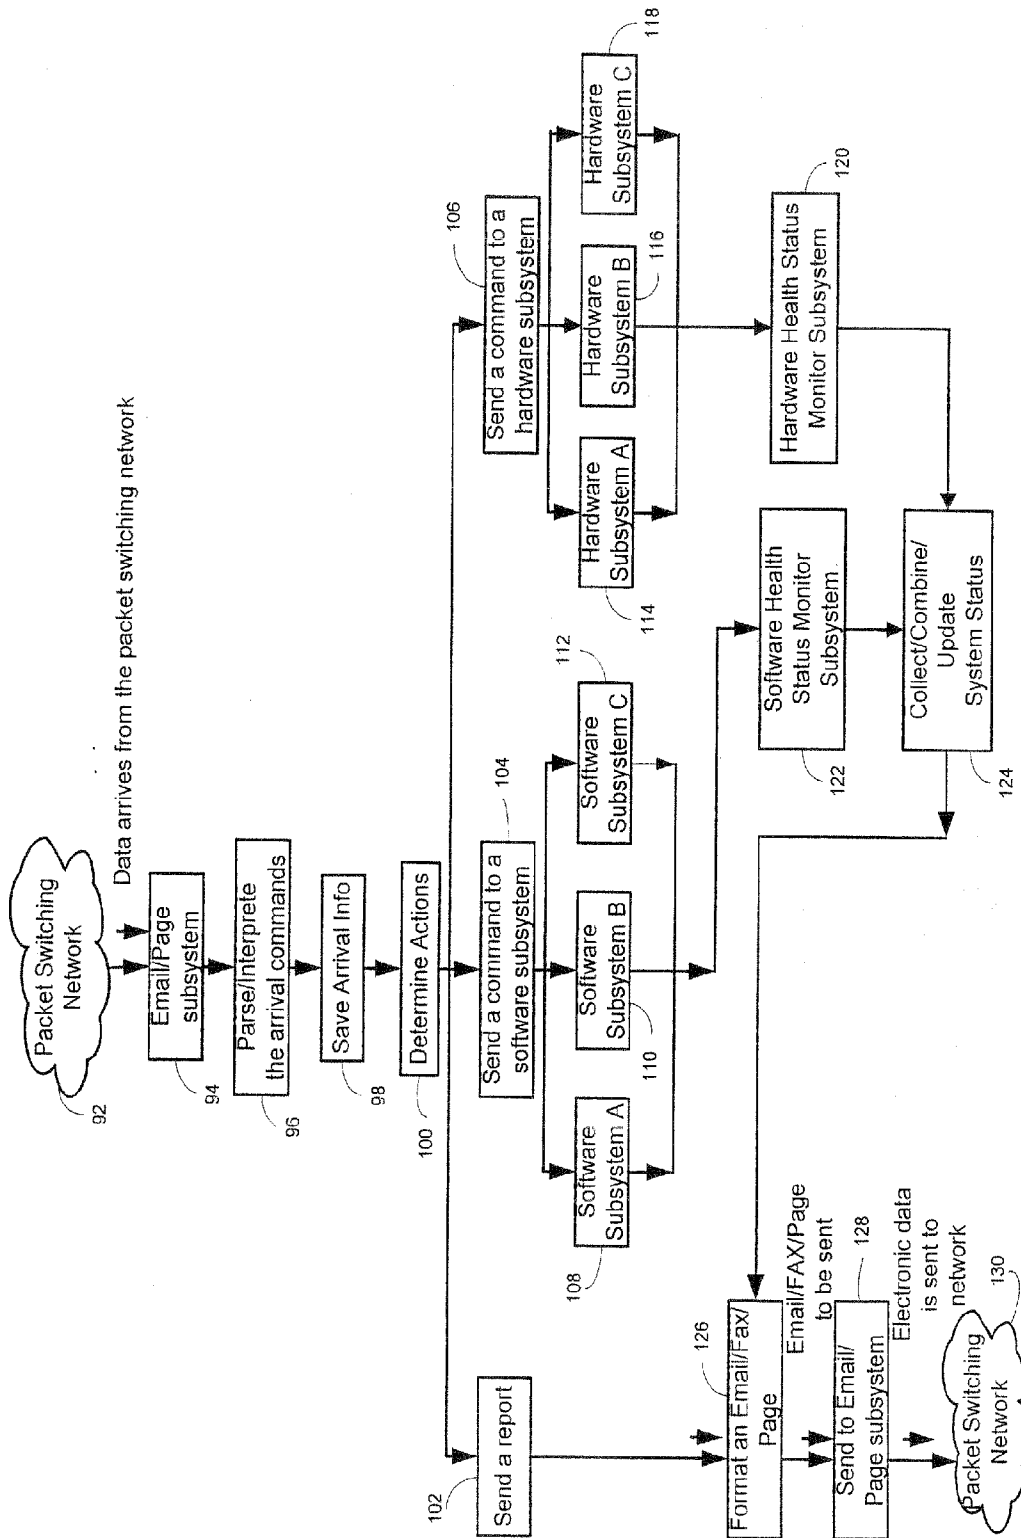 Packet Switching
Network
92
Data arrives from the packet switching network
Email/Page
subsystem
94
Parse/Interprete
the arrival commands
96
Save Arrival Info
98
Determine Actions
100
Send a report
102
Send a command to a
software subsystem
104
Send a command to a
hardware subsystem
106
Software
Subsystem A
108
Software
Subsystem B
110
Software
Subsystem C
112
Hardware
Subsystem A
114
Hardware
Subsystem B
116
Hardware
Subsystem C
118
Hardware Health Status
Monitor Subsystem
120
Software Health
Status Monitor
Subsystem
122
Collect/Combine/
Update
System Status
124
Format an Email/Fax/
Page
126
Email/FAX/Page
to be sent
Send to Email/
Page subsystem
128
Electronic data
is sent to
network
Packet Switching
Network
130